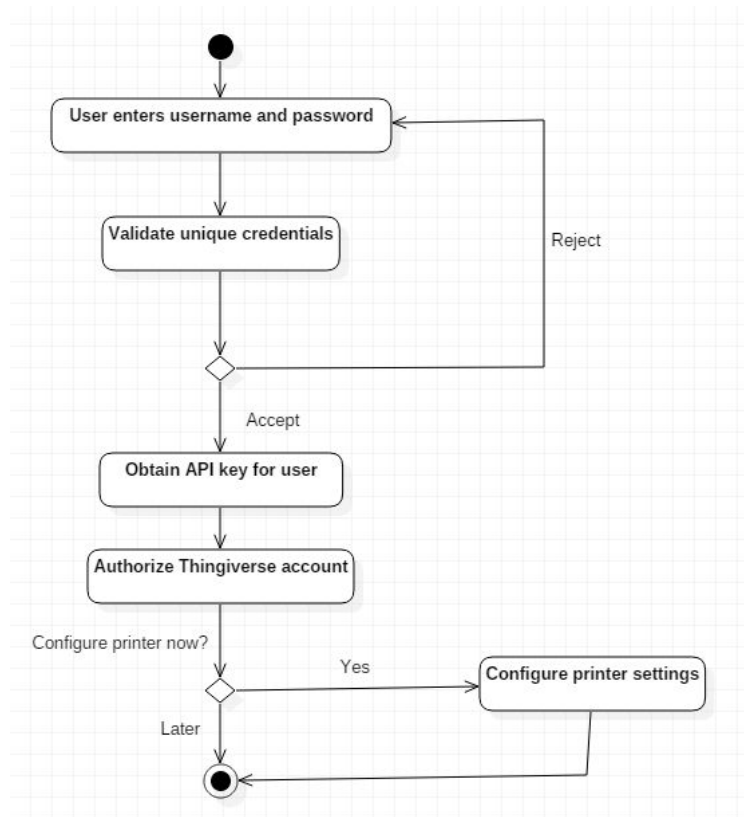 User enters username and password
Validate unique credentials
Reject
Accept
Obtain API key for user
Authorize Thingiverse account
Configure printer now?
Yes
Configure printer settings
Later